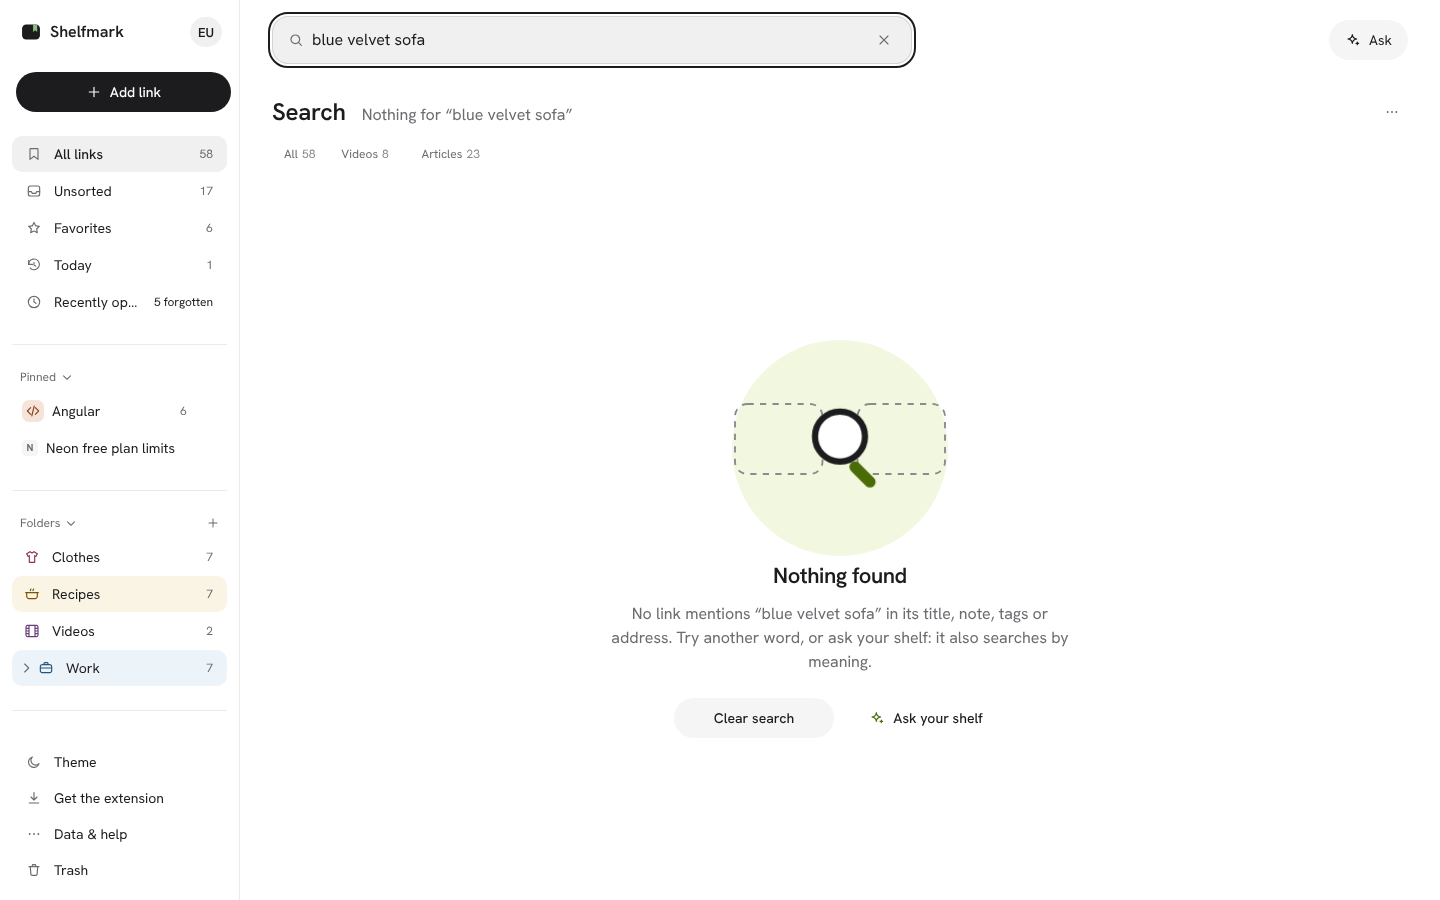 Shelfmark
EU
Add link
All links 58
Unsorted 17
Favorites 6
Today 1
Recently op... 5 forgotten
Pinned
Angular 6
N Neon free plan limits
Folders
Clothes 7
Recipes 7
Videos 2
Work 7
Theme
Get the extension
Data & help
Trash
blue velvet sofa
Ask
Search Nothing for “blue velvet sofa”
All 58 Videos 8 Articles 23
Nothing found
No link mentions “blue velvet sofa” in its title, note, tags or
address. Try another word, or ask your shelf: it also searches by
meaning.
Clear search Ask your shelf